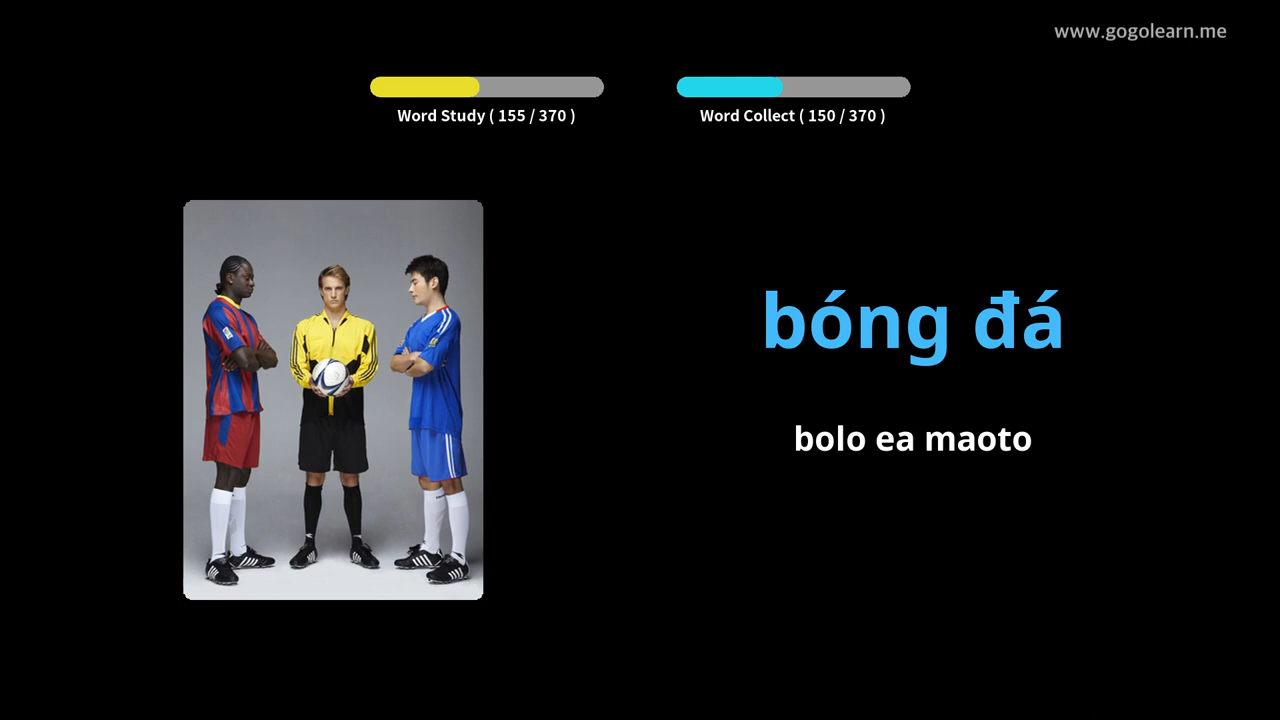 www.gogolearn.me
Word Study ( 155 / 370 )
Word Collect ( 150 / 370 )
bóng đá
bolo ea maoto